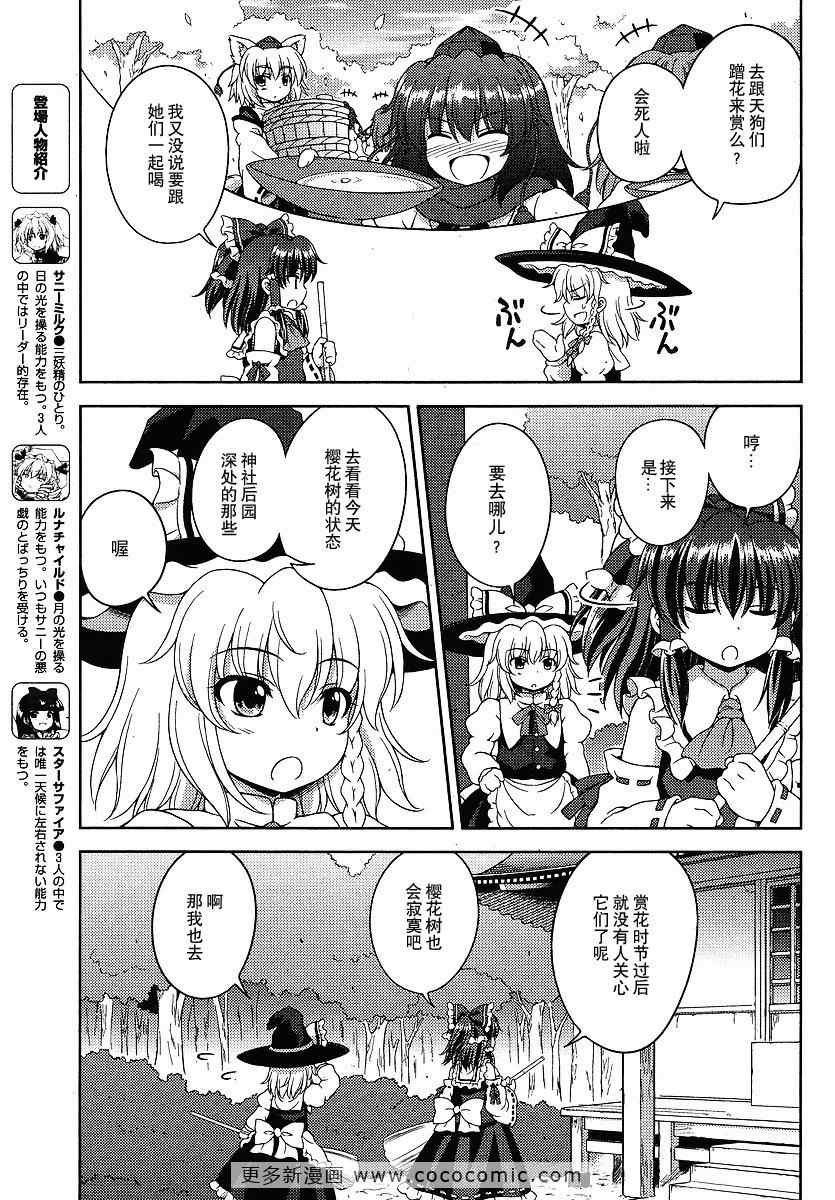 去跟天狗们
蹭花来赏么？
会死人啦
我又没说要跟
她们一起喝
ぶん
ぶん
哼…
接下来
是…
要去哪儿？
去看看今天
樱花树的状态
神社后园
深处的那些
喔
赏花时节过后
就没有人关心
它们了呢
樱花树也
会寂寞吧
啊
那我也去
登場人物紹介
サニーミルク●三妖精のひとり。
日の光を操る能力をもつ。3人
の中ではリーダー的存在。
ルナチャイルド●月の光を操る
能力をもつ。いつもサニーの悪
戯のとばっちりを受ける。
スターサファイア●3人の中で
は唯一天候に左右されない能力
をもつ。
更多新漫画 www.cococomic.com